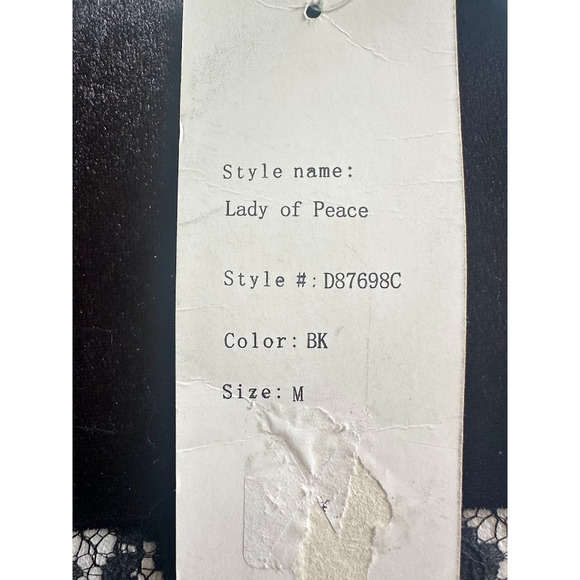 Style name:
Lady of Peace
Style #: D87698C
Color: BK
Size: M